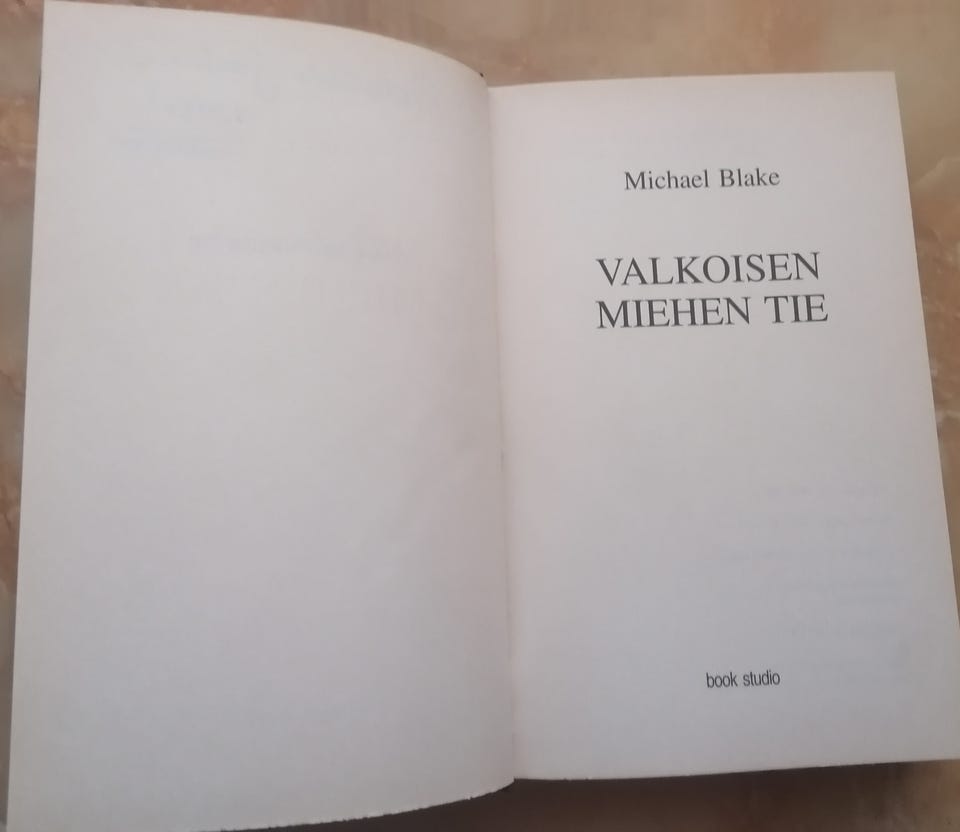 Michael Blake
VALKOISEN
MIEHEN TIE
book studio